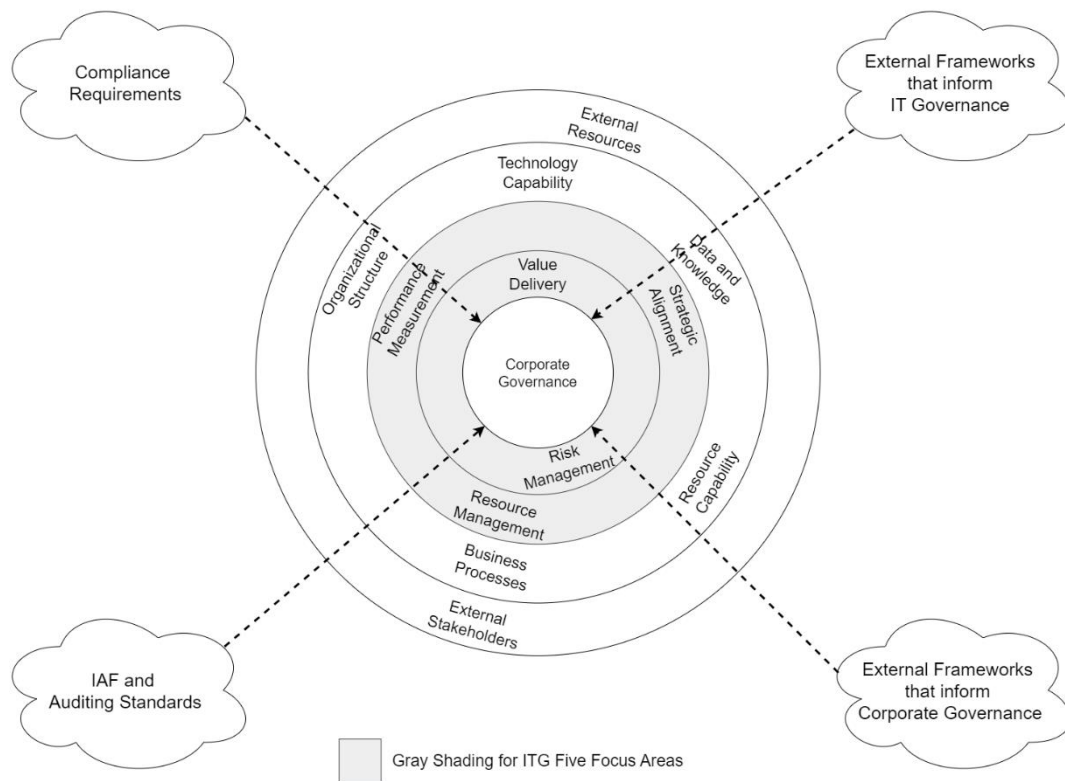 Compliance
Requirements
External Frameworks
that inform
IT Governance
External
Resources
Technology
Capability
Organizational
Structure
Data and
Knowledge
Performance
Measurement
Value
Delivery
Strategic
Alignment
Corporate
Governance
Risk
Management
Resource
Capability
Resource
Management
Business
Processes
External
Stakeholders
IAF and
Auditing Standards
External Frameworks
that inform
Corporate Governance
Gray Shading for ITG Five Focus Areas